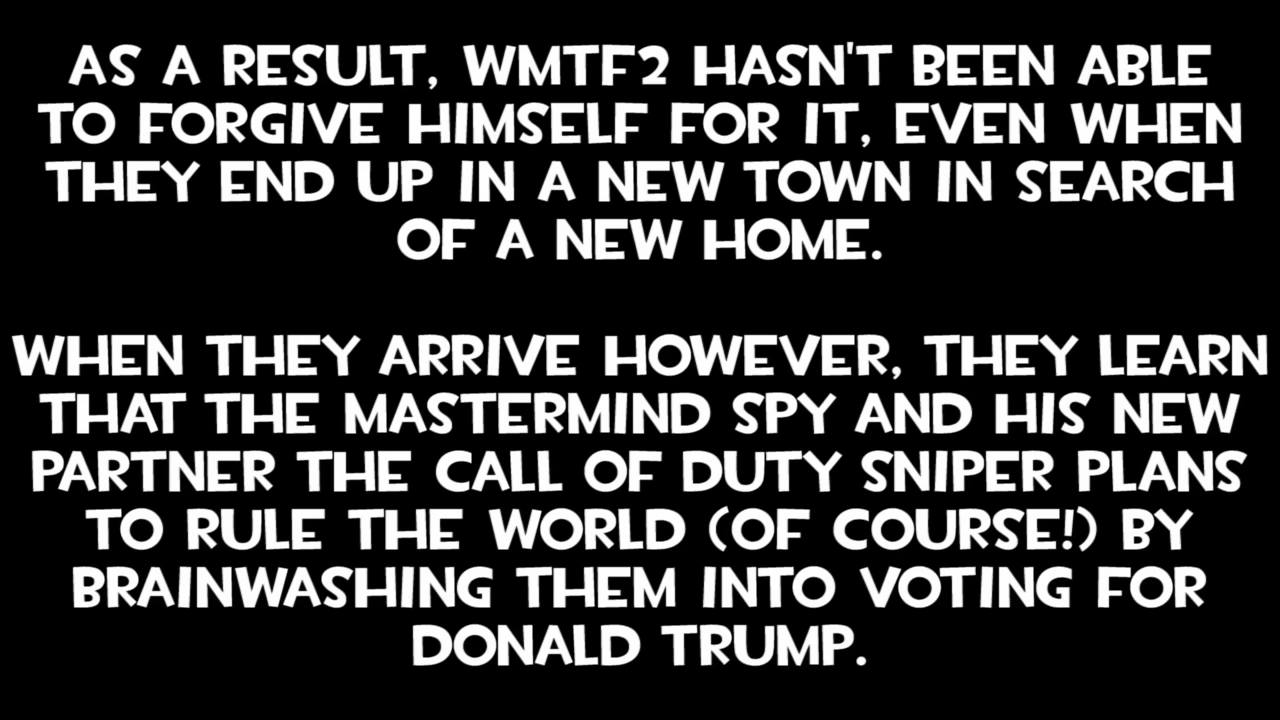 AS A RESULT, WMTF2 HASN'T BEEN ABLE
TO FORGIVE HIMSELF FOR IT, EVEN WHEN
THEY END UP IN A NEW TOWN IN SEARCH
OF A NEW HOME.
WHEN THEY ARRIVE HOWEVER, THEY LEARN
THAT THE MASTERMIND SPY AND HIS NEW
PARTNER THE CALL OF DUTY SNIPER PLANS
TO RULE THE WORLD (OF COURSE!) BY
BRAINWASHING THEM INTO VOTING FOR
DONALD TRUMP.